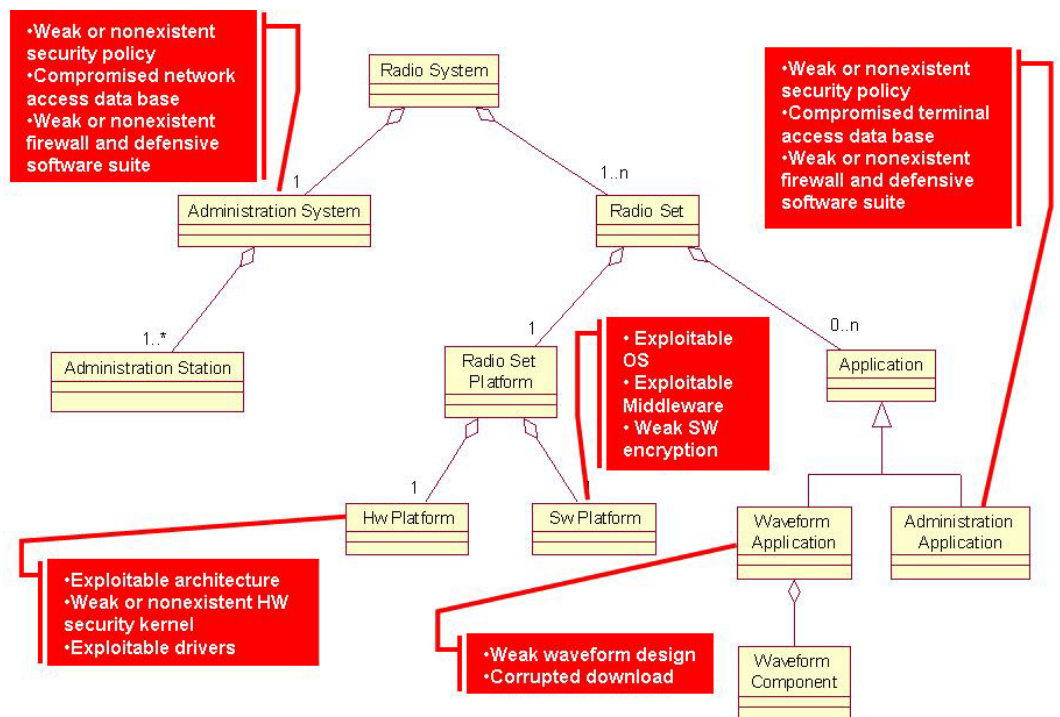 •Weak or nonexistent
security policy
•Compromised network
access data base
•Weak or nonexistent
firewall and defensive
software suite
Radio System
•Weak or nonexistent
security policy
•Compromised terminal
access data base
•Weak or nonexistent
firewall and defensive
software suite
1
1..n
Administration System
Radio Set
1..*
1
0..n
Administration Station
Radio Set
Platform
• Exploitable
OS
• Exploitable
Middleware
• Weak SW
encryption
Application
1
1
Hw Platform
Sw Platform
Waveform
Application
Administration
Application
•Exploitable architecture
•Weak or nonexistent HW
security kernel
•Exploitable drivers
•Weak waveform design
•Corrupted download
Waveform
Component